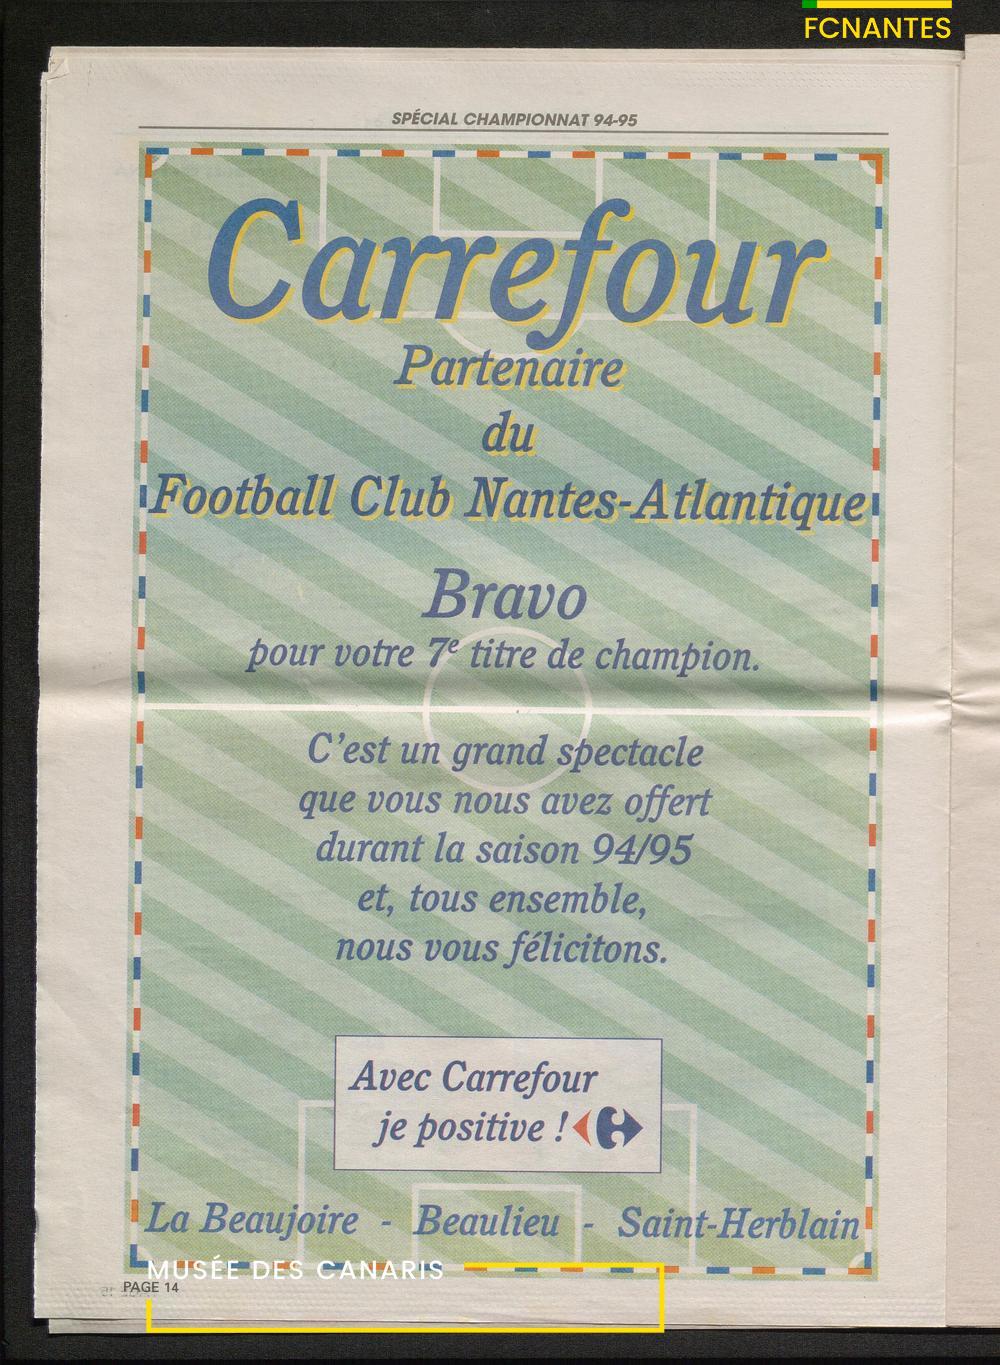 FCNANTES
SPÉCIAL CHAMPIONNAT 94-95
Carrefour
Partenaire
du
Football Club Nantes-Atlantique
Bravo
pour votre 7e titre de champion.
C'est un grand spectacle
que vous nous avez offert
durant la saison 94/95
et, tous ensemble,
nous vous félicitons.
Avec Carrefour
je positive !
La Beaujoire - Beaulieu - Saint-Herblain
MUSÉE DES CANARIS
PAGE 14